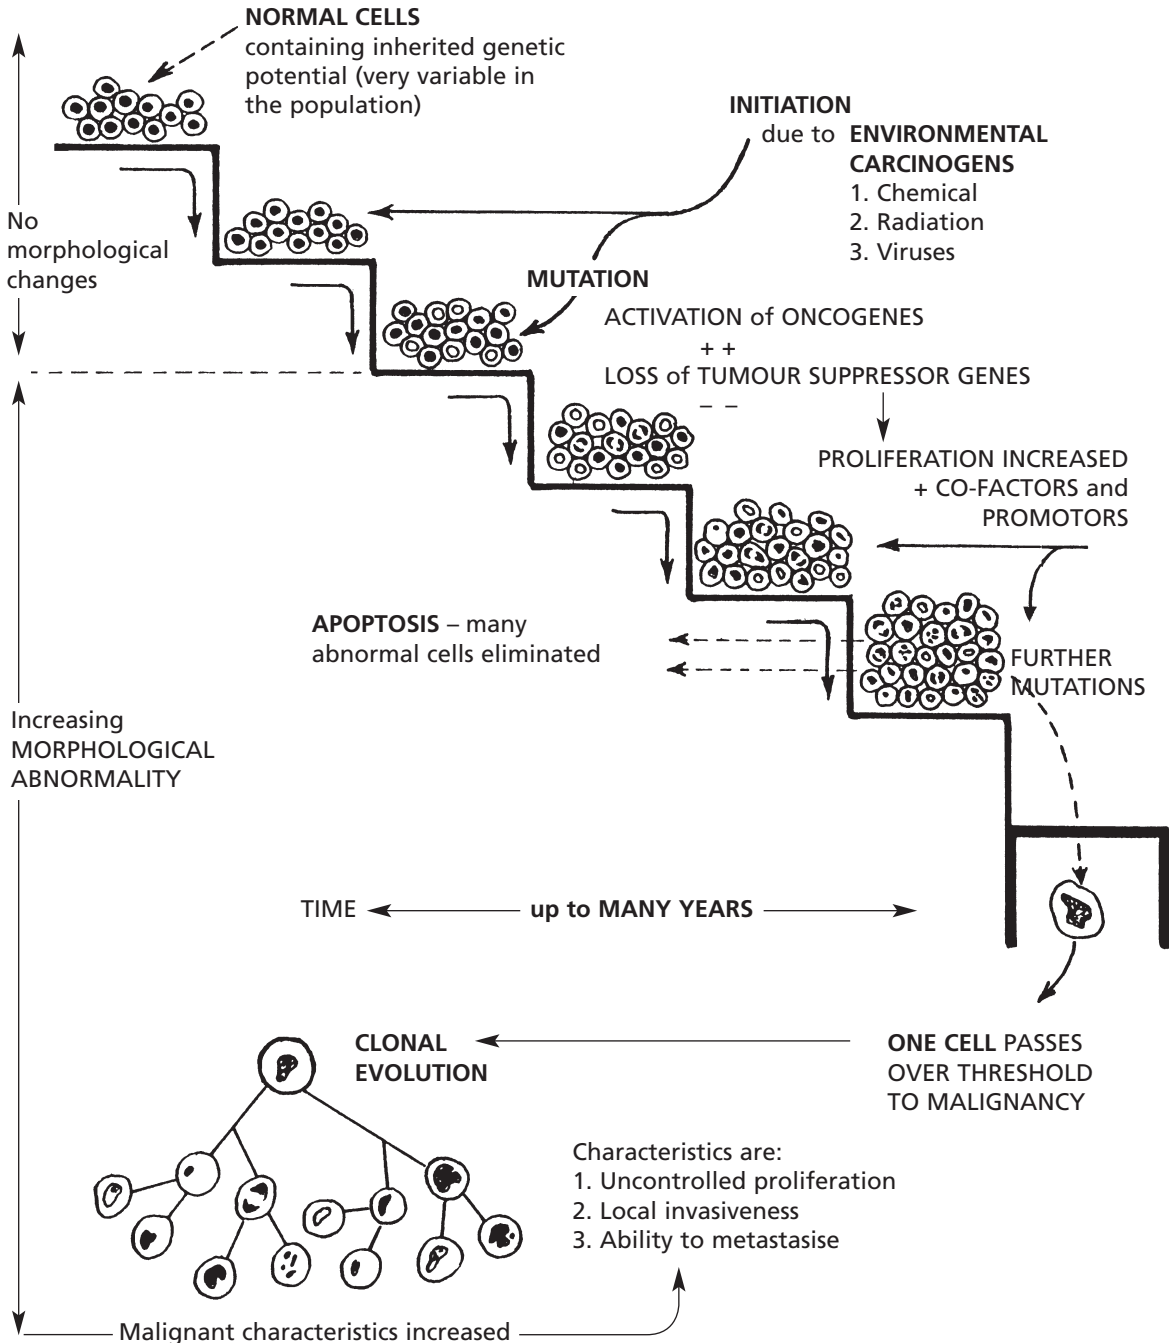 NORMAL CELLS
containing inherited genetic
potential (very variable in
the population)
INITIATION
due to ENVIRONMENTAL
CARCINOGENS
1. Chemical
2. Radiation
3. Viruses
No
morphological
changes
MUTATION
ACTIVATION of ONCOGENES
+ +
LOSS of TUMOUR SUPPRESSOR GENES
– –
PROLIFERATION INCREASED
+ CO-FACTORS and
PROMOTORS
APOPTOSIS – many
abnormal cells eliminated
FURTHER
MUTATIONS
Increasing
MORPHOLOGICAL
ABNORMALITY
TIME up to MANY YEARS
ONE CELL PASSES
OVER THRESHOLD
TO MALIGNANCY
CLONAL
EVOLUTION
Characteristics are:
1. Uncontrolled proliferation
2. Local invasiveness
3. Ability to metastasise
Malignant characteristics increased